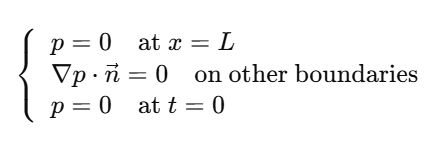 p = 0 at x = L
∇p · n⃗ = 0 on other boundaries
p = 0 at t = 0